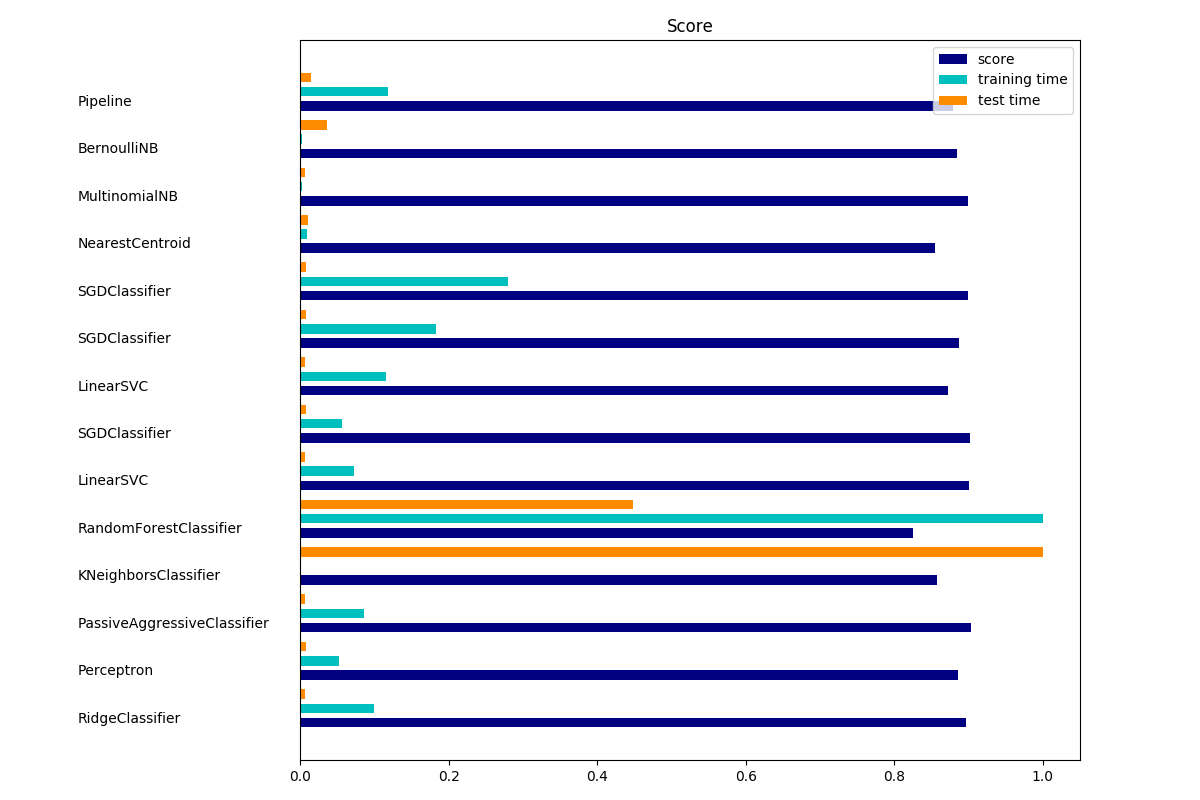 Score
score
training time
test time
Pipeline
BernoulliNB
MultinomialNB
NearestCentroid
SGDClassifier
SGDClassifier
LinearSVC
SGDClassifier
LinearSVC
RandomForestClassifier
KNeighborsClassifier
PassiveAggressiveClassifier
Perceptron
RidgeClassifier
0.0 0.2 0.4 0.6 0.8 1.0